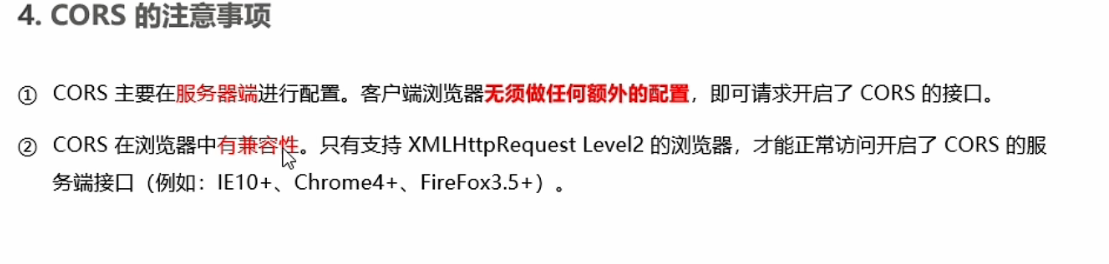 4. CORS 的注意事项
① CORS 主要在服务器端进行配置。客户端浏览器无须做任何额外的配置，即可请求开启了 CORS 的接口。
② CORS 在浏览器中有兼容性。只有支持 XMLHttpRequest Level2 的浏览器，才能正常访问开启了 CORS 的服
务端接口（例如：IE10+、Chrome4+、FireFox3.5+）。